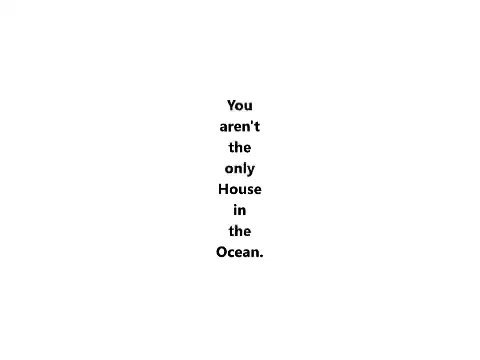 You
aren't
the
only
House
in
the
Ocean.